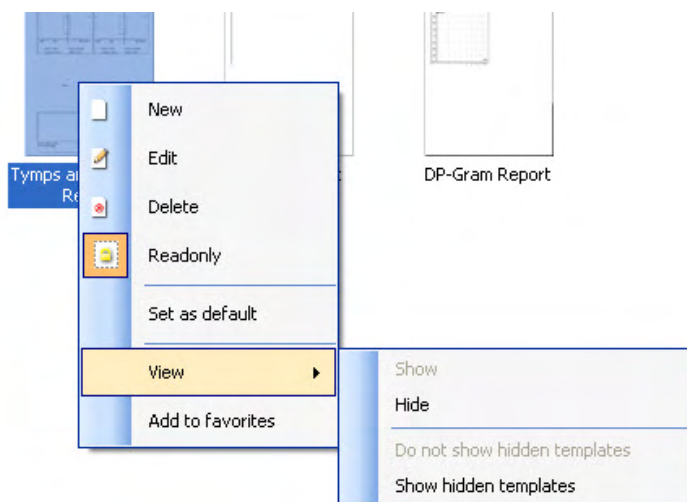 Tymps
Re
DP-Gram Report
New
Edit
Delete
Readonly
Set as default
View
Add to favorites
Show
Hide
Do not show hidden templates
Show hidden templates